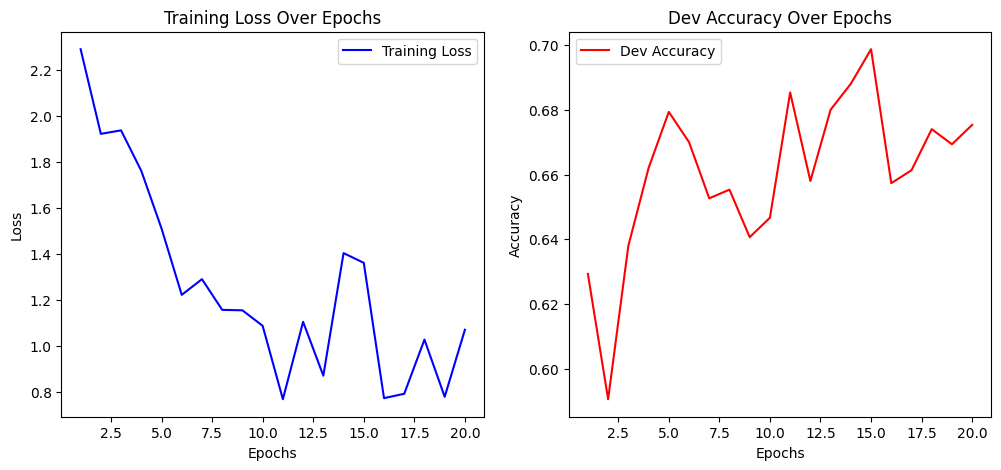 Training Loss Over Epochs
Training Loss
2.2
2.0
1.8
1.6
1.4
1.2
1.0
0.8
Loss
2.5 5.0 7.5 10.0 12.5 15.0 17.5 20.0
Epochs
Dev Accuracy Over Epochs
Dev Accuracy
0.70
0.68
0.66
0.64
0.62
0.60
Accuracy
2.5 5.0 7.5 10.0 12.5 15.0 17.5 20.0
Epochs